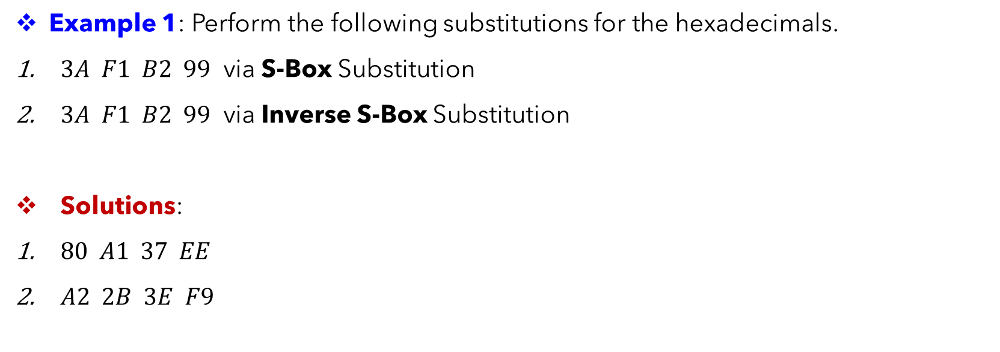 ❖ Example 1: Perform the following substitutions for the hexadecimals.
1. 3A F1 B2 99 via S-Box Substitution
2. 3A F1 B2 99 via Inverse S-Box Substitution
❖ Solutions:
1. 80 A1 37 EE
2. A2 2B 3E F9